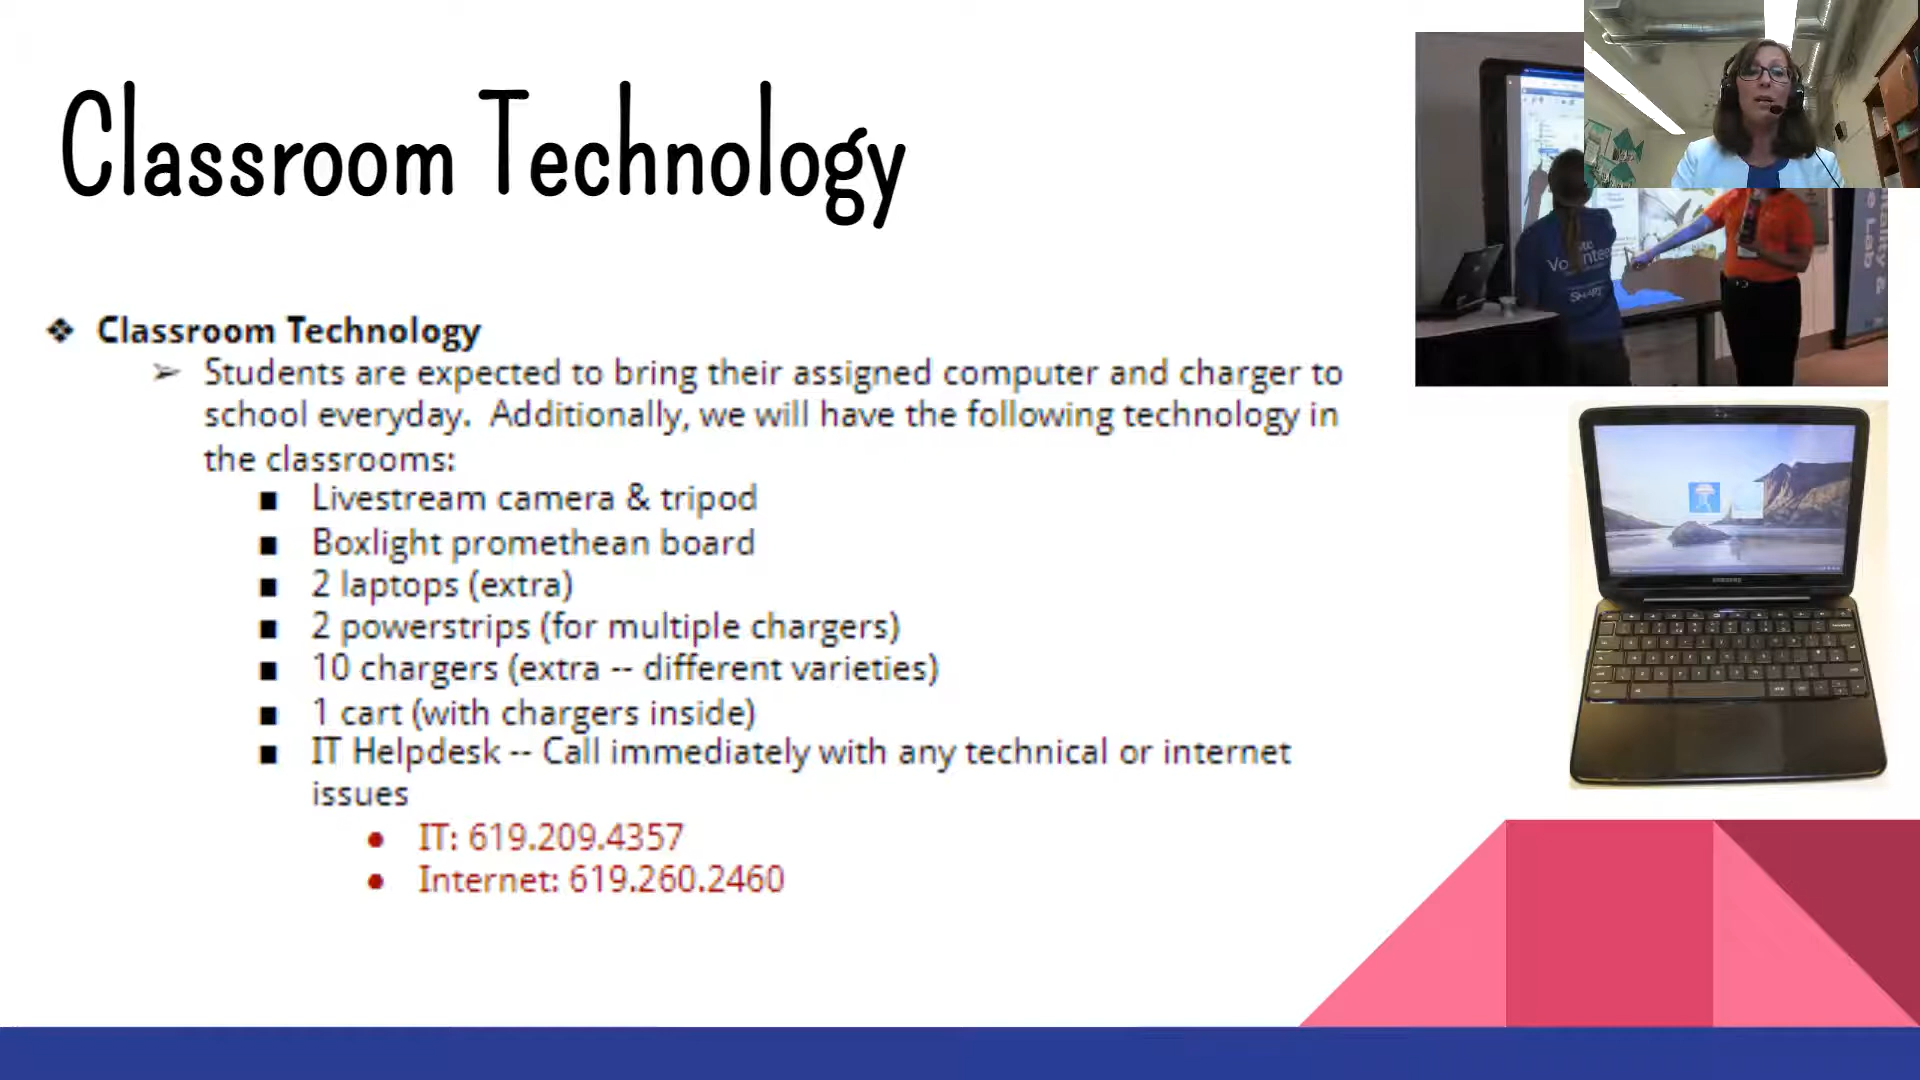 Classroom Technology
❖ Classroom Technology
➢ Students are expected to bring their assigned computer and charger to
school everyday. Additionally, we will have the following technology in
the classrooms:
■ Livestream camera & tripod
■ Boxlight promethean board
■ 2 laptops (extra)
■ 2 powerstrips (for multiple chargers)
■ 10 chargers (extra -- different varieties)
■ 1 cart (with chargers inside)
■ IT Helpdesk -- Call immediately with any technical or internet
issues
● IT: 619.209.4357
● Internet: 619.260.2460
SMART
SAMSUNG